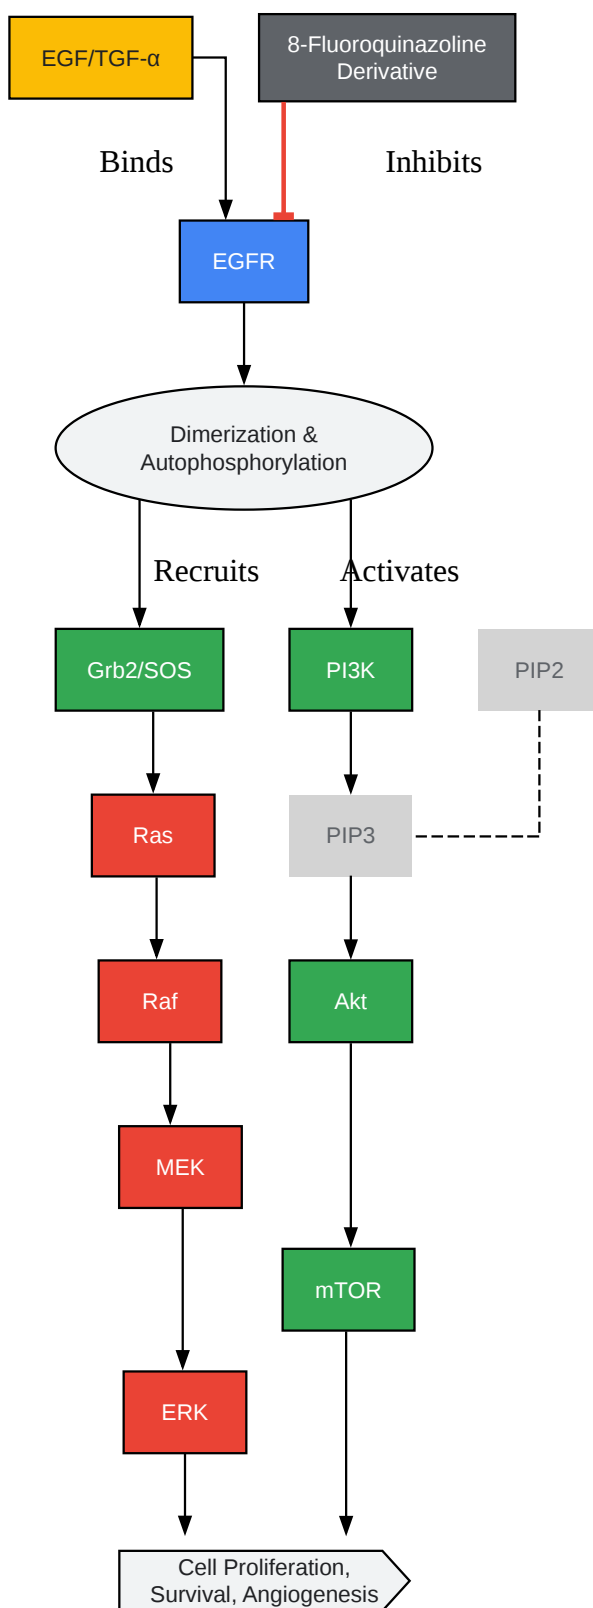 EGF/TGF-α
8-Fluoroquinazoline
Derivative
Binds
Inhibits
EGFR
Dimerization &
Autophosphorylation
Recruits
Activates
Grb2/SOS
PI3K
PIP2
Ras
PIP3
Raf
Akt
MEK
mTOR
ERK
Cell Proliferation,
Survival, Angiogenesis